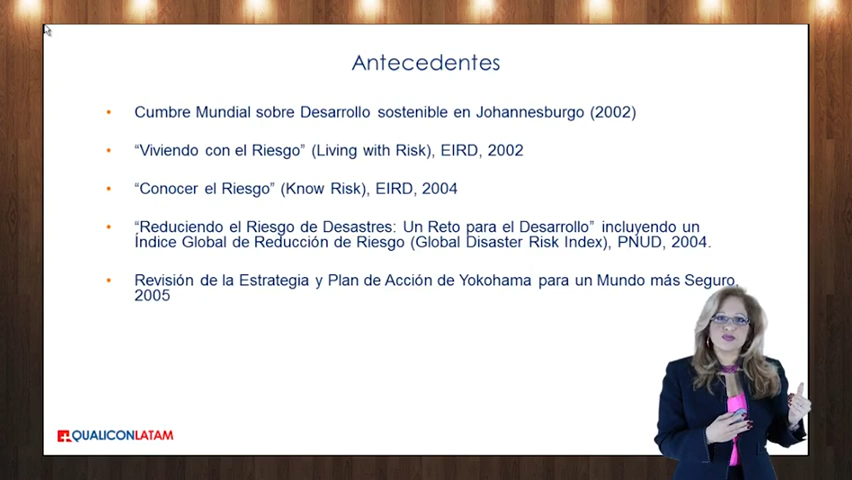 Antecedentes
• Cumbre Mundial sobre Desarrollo sostenible en Johannesburgo (2002)
• “Viviendo con el Riesgo” (Living with Risk), EIRD, 2002
• “Conocer el Riesgo” (Know Risk), EIRD, 2004
• “Reduciendo el Riesgo de Desastres: Un Reto para el Desarrollo” incluyendo un
Índice Global de Reducción de Riesgo (Global Disaster Risk Index), PNUD, 2004.
• Revisión de la Estrategia y Plan de Acción de Yokohama para un Mundo más Seguro,
2005
QUALICONLATAM